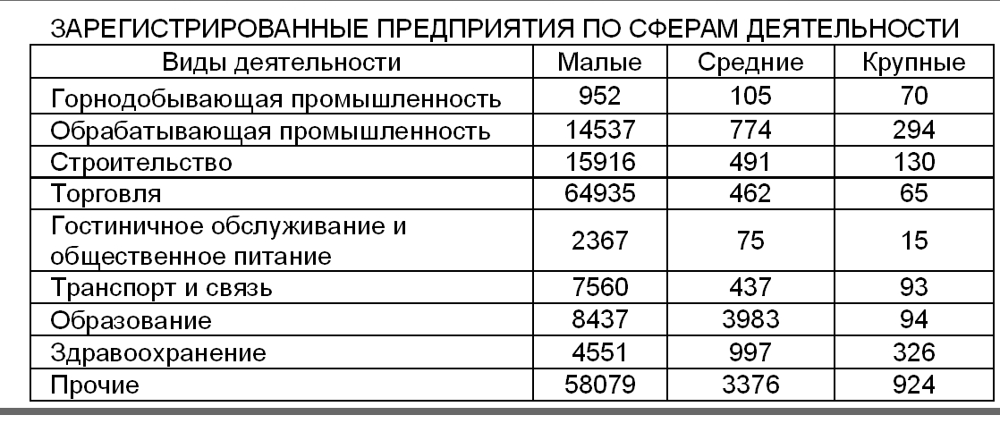 ЗАРЕГИСТРИРОВАННЫЕ ПРЕДПРИЯТИЯ ПО СФЕРАМ ДЕЯТЕЛЬНОСТИ
Виды деятельности Малые Средние Крупные
Горнодобывающая промышленность 952 105 70
Обрабатывающая промышленность 14537 774 294
Строительство 15916 491 130
Торговля 64935 462 65
Гостиничное обслуживание и
общественное питание 2367 75 15
Транспорт и связь 7560 437 93
Образование 8437 3983 94
Здравоохранение 4551 997 326
Прочие 58079 3376 924